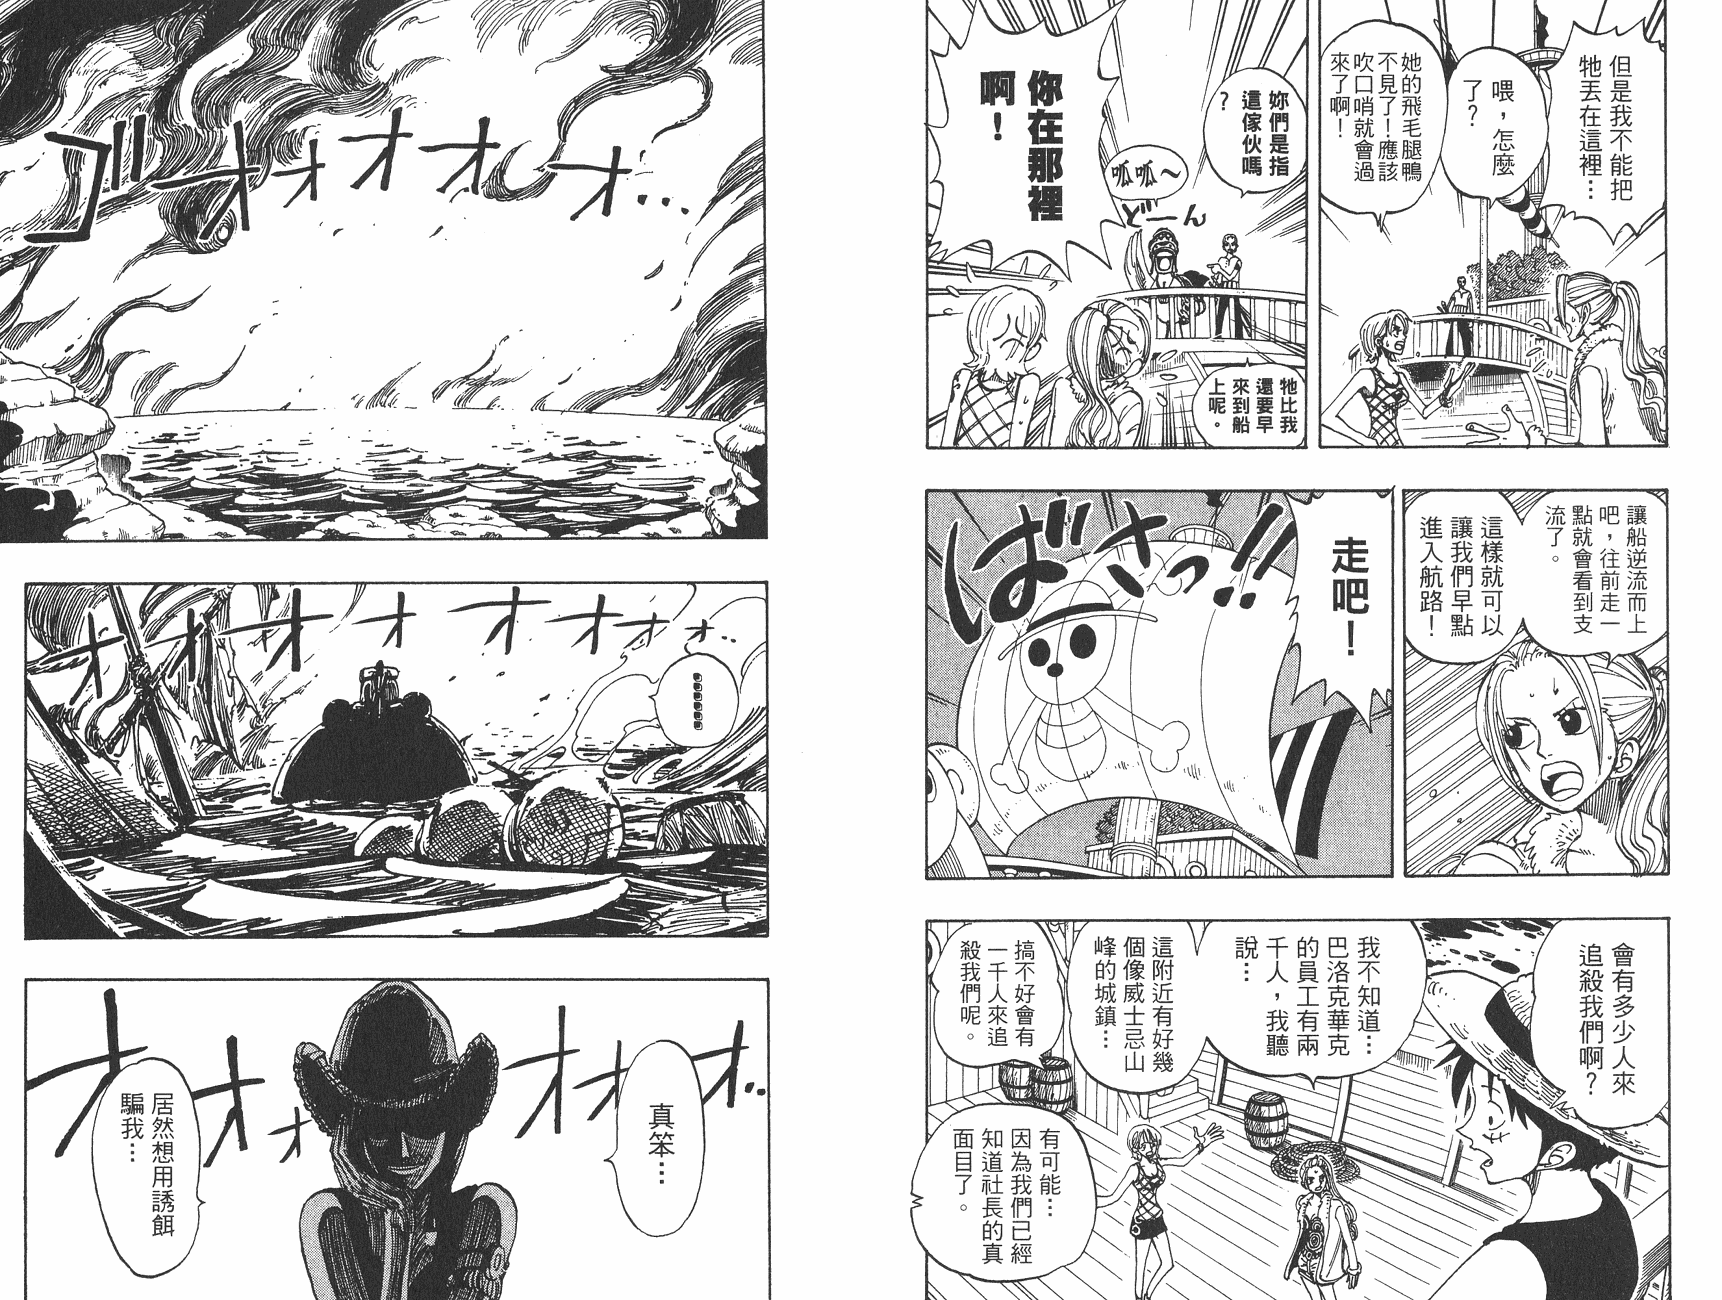 但是我不能把
牠丟在這裡…
喂，怎麼
了？
她的飛毛腿鴨
不見了！應該
吹口哨就會過
來了啊！
妳們是指
這傢伙嗎
？
呱呱～
どーん
你在那裡
啊！
牠比我
還要早
來到船
上呢。
讓船逆流而上
吧，往前走一
點就會看到支
流了。
這樣就可以
讓我們早點
進入航路！
走吧！
ばさっ!!
會有多少人來
追殺我們啊？
我不知道…
巴洛克華克
的員工有兩
千人，我聽
說…
這附近有好幾
個像威士忌山
峰的城鎮…
搞不好會有
一千人來追
殺我們呢。
有可能…
因為我們已經
知道社長的真
面目了。
ゴオオオオオ…
オオオオオオオ…
……
オオオオオオ…
真笨…
居然想用誘餌
騙我…